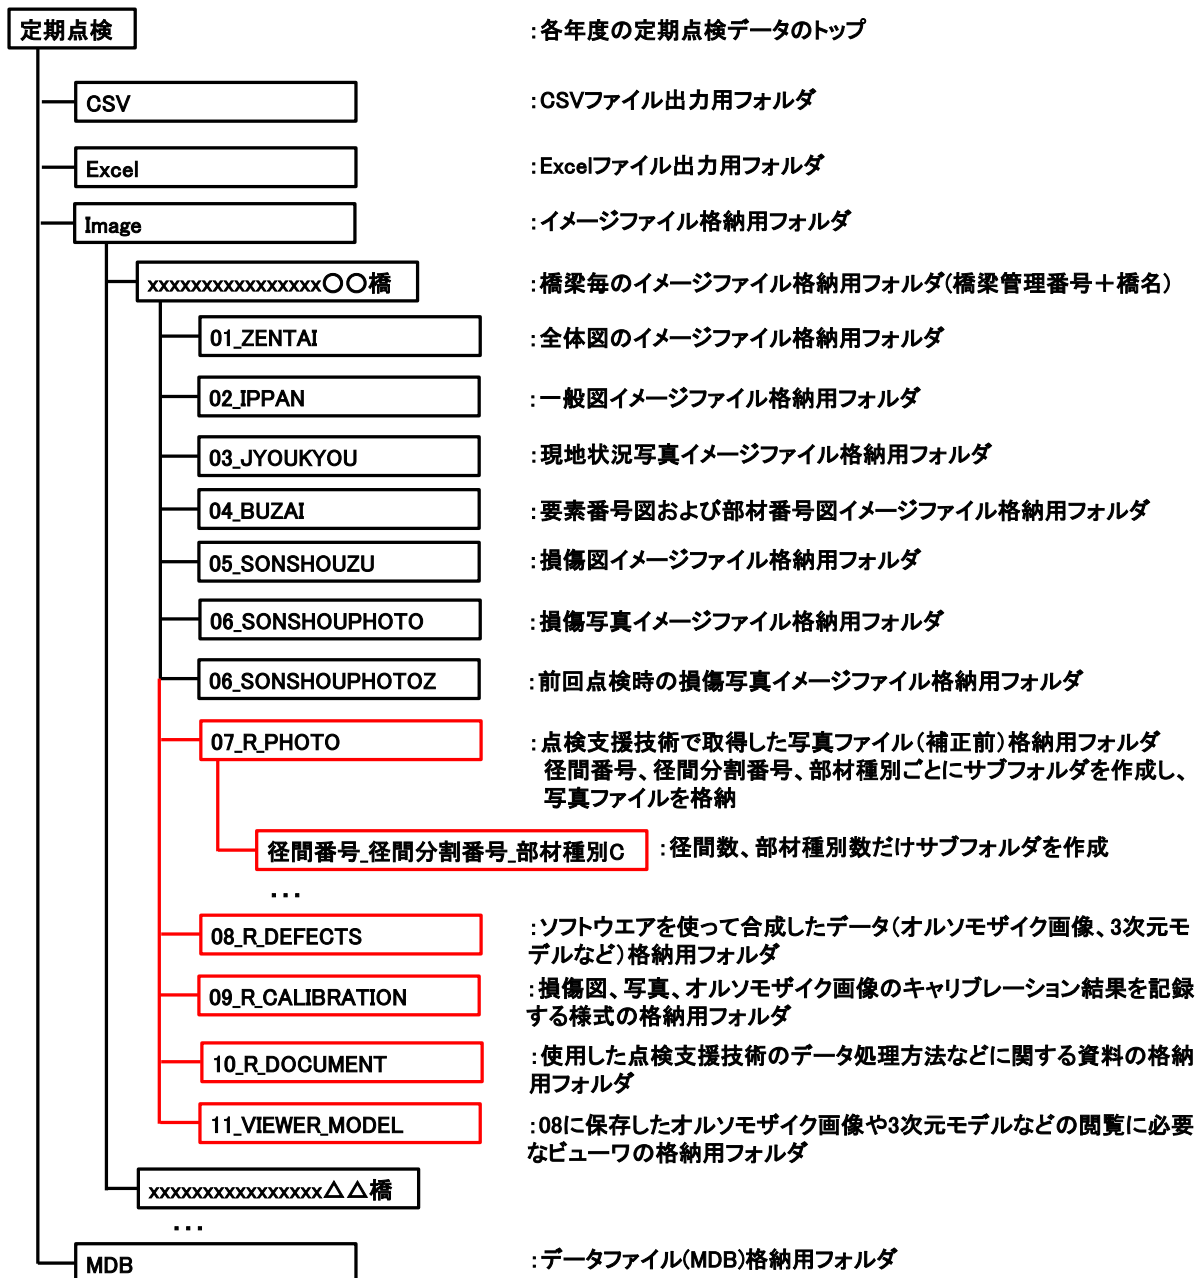 定期点検
:各年度の定期点検データのトップ
CSV
:CSVファイル出力用フォルダ
Excel
:Excelファイル出力用フォルダ
Image
:イメージファイル格納用フォルダ
xxxxxxxxxxxxxxxx〇〇橋
:橋梁毎のイメージファイル格納用フォルダ(橋梁管理番号＋橋名)
01_ZENTAI
:全体図のイメージファイル格納用フォルダ
02_IPPAN
:一般図イメージファイル格納用フォルダ
03_JYOUKYOU
:現地状況写真イメージファイル格納用フォルダ
04_BUZAI
:要素番号図および部材番号図イメージファイル格納用フォルダ
05_SONSHOUZU
:損傷図イメージファイル格納用フォルダ
06_SONSHOUPHOTO
:損傷写真イメージファイル格納用フォルダ
06_SONSHOUPHOTOZ
:前回点検時の損傷写真イメージファイル格納用フォルダ
07_R_PHOTO
:点検支援技術で取得した写真ファイル（補正前）格納用フォルダ
径間番号、径間分割番号、部材種別ごとにサブフォルダを作成し、
写真ファイルを格納
径間番号_径間分割番号_部材種別C
:径間数、部材種別数だけサブフォルダを作成
･･･
08_R_DEFECTS
:ソフトウエアを使って合成したデータ（オルソモザイク画像、3次元モ
デルなど）格納用フォルダ
09_R_CALIBRATION
:損傷図、写真、オルソモザイク画像のキャリブレーション結果を記録
する様式の格納用フォルダ
10_R_DOCUMENT
:使用した点検支援技術のデータ処理方法などに関する資料の格納
用フォルダ
11_VIEWER_MODEL
:08に保存したオルソモザイク画像や3次元モデルなどの閲覧に必要
なビューワの格納用フォルダ
xxxxxxxxxxxxxxxx△△橋
･･･
MDB
:データファイル(MDB)格納用フォルダ